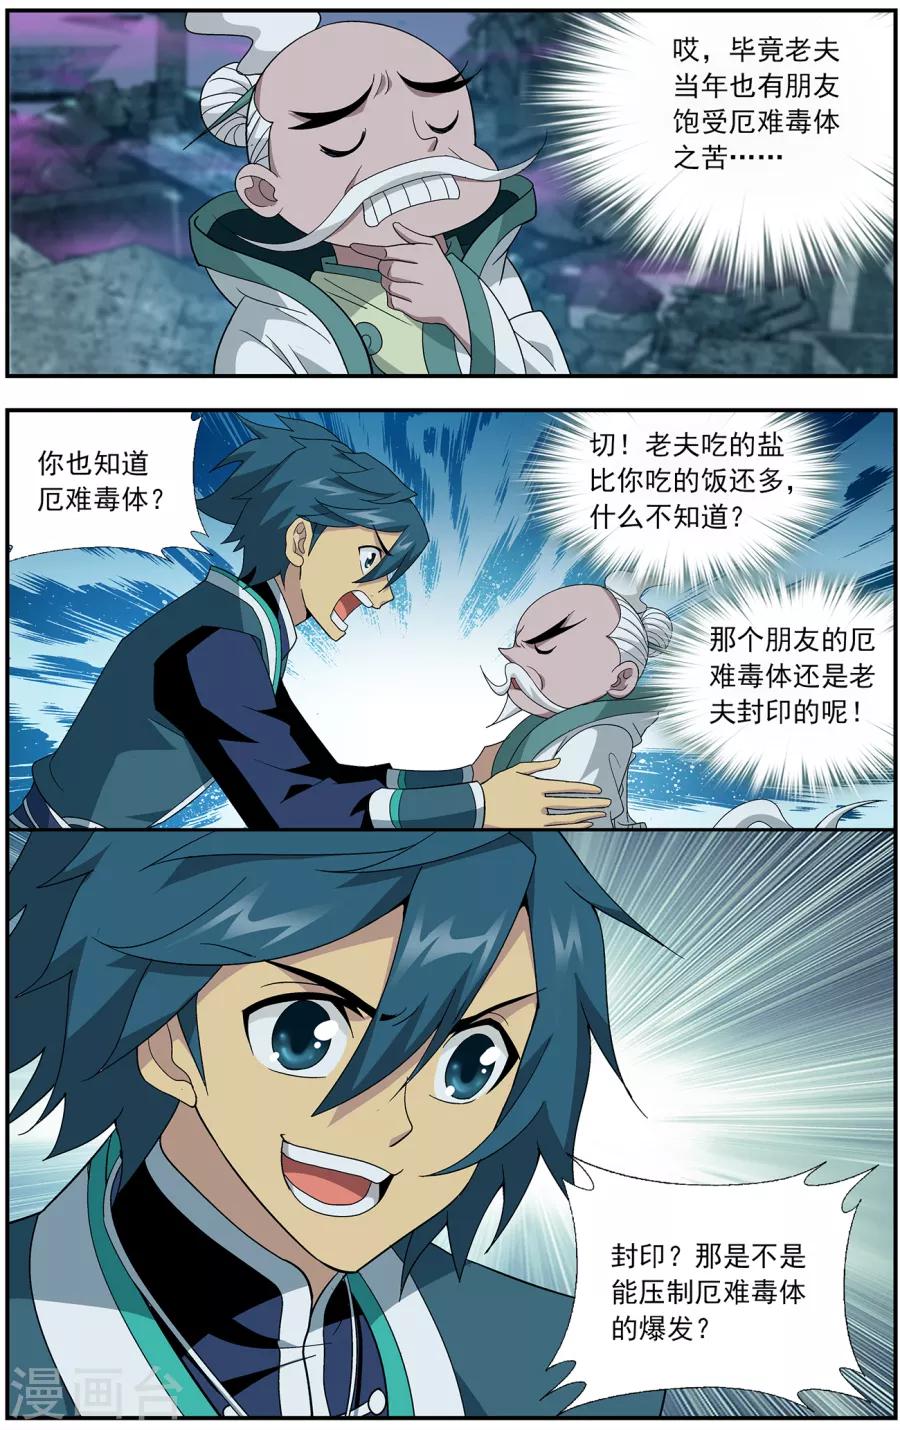 哎，毕竟老夫
当年也有朋友
饱受厄难毒体
之苦······
你也知道
厄难毒体？
切！老夫吃的盐
比你吃的饭还多，
什么不知道？
那个朋友的厄
难毒体还是老
夫封印的呢！
封印？那是不是
能压制厄难毒体
的爆发？
漫画台